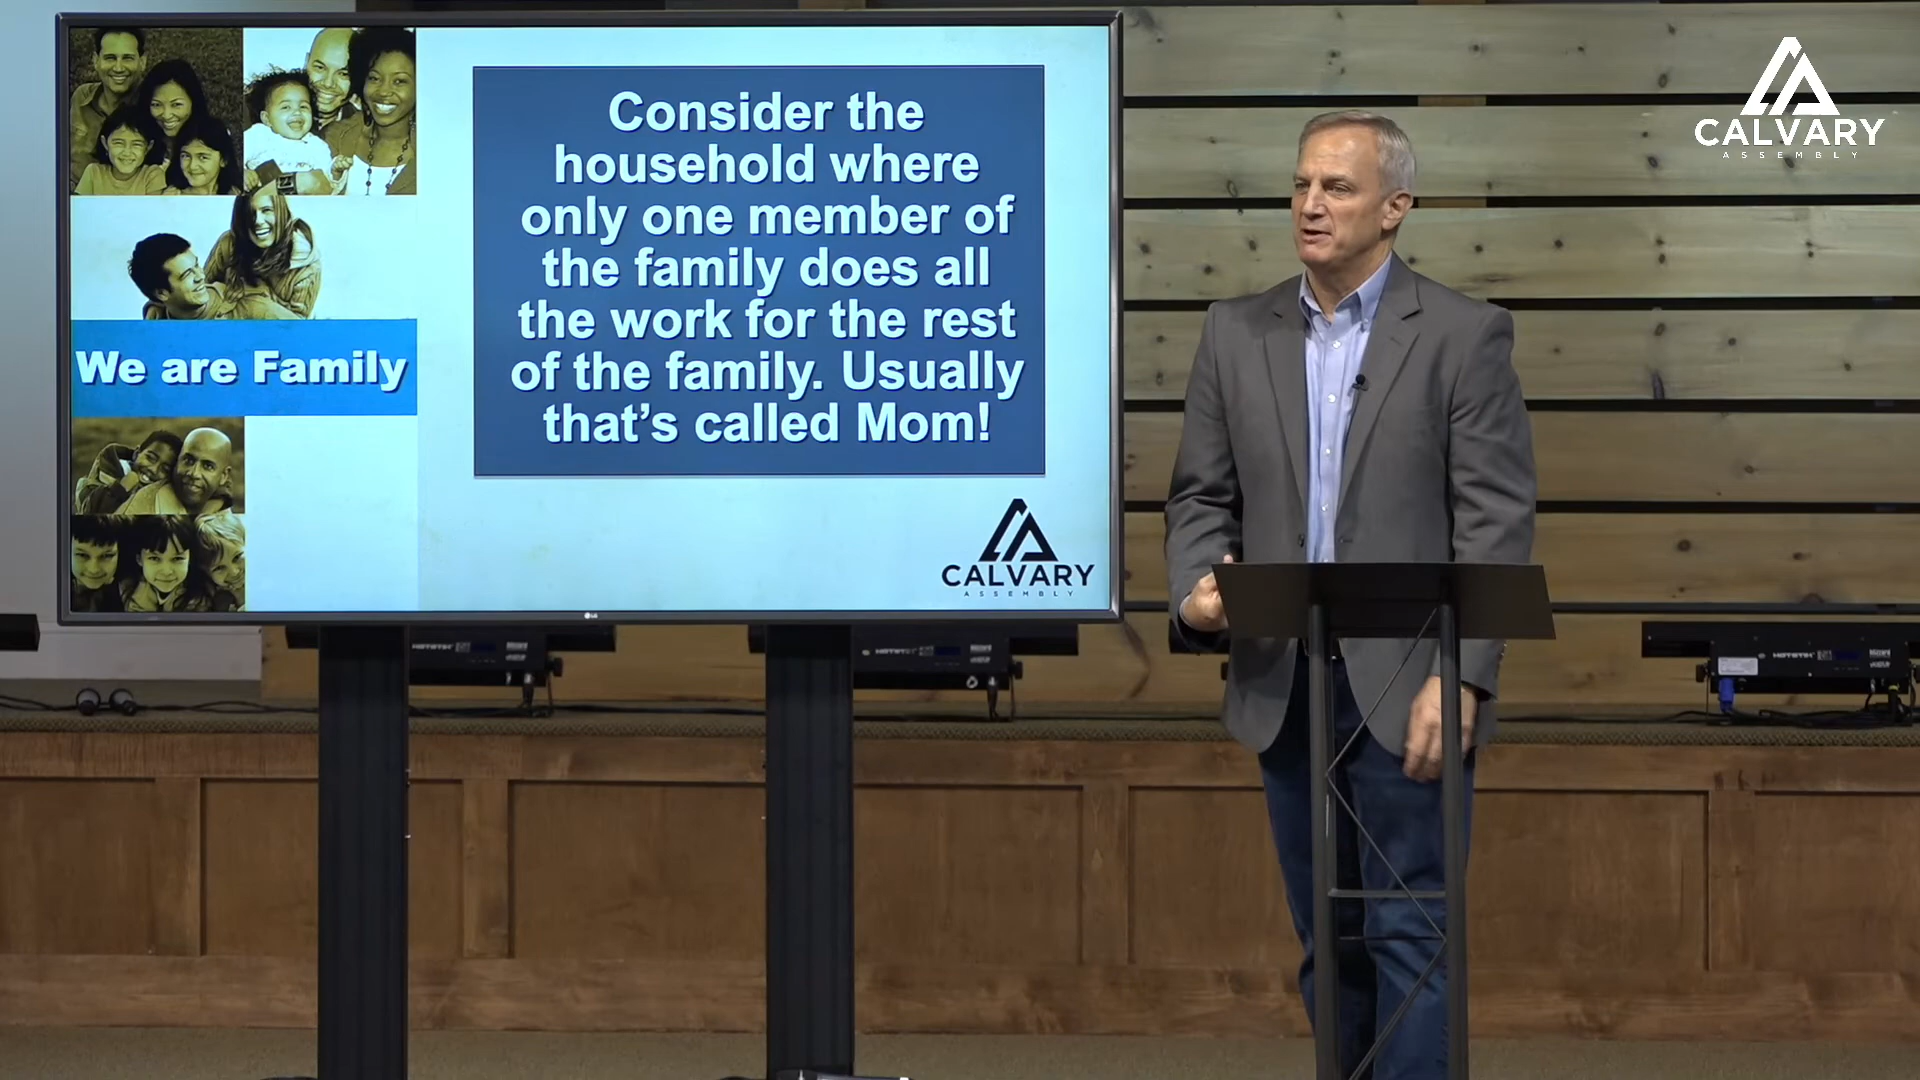 We are Family
Consider the
household where
only one member of
the family does all
the work for the rest
of the family. Usually
that’s called Mom!
CALVARY
ASSEMBLY
LG
CALVARY
ASSEMBLY